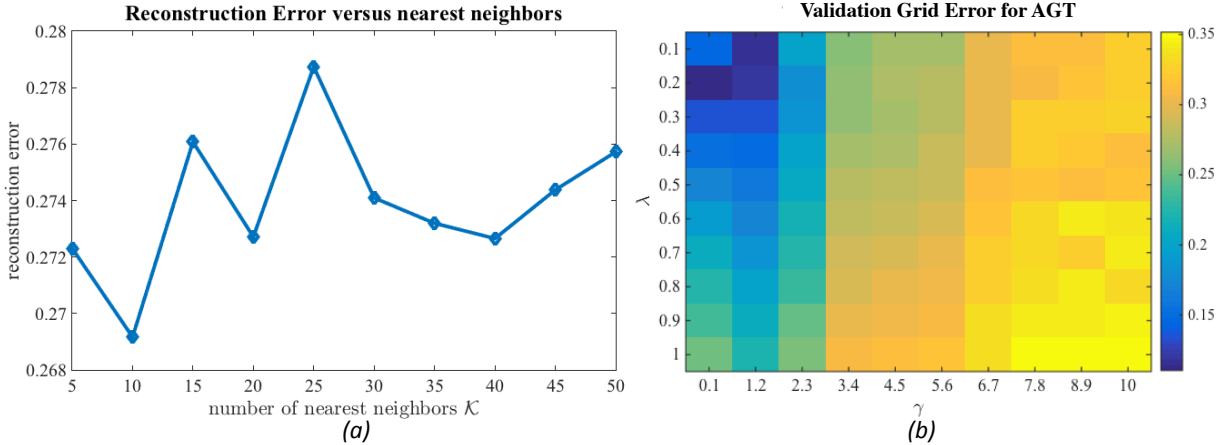 Reconstruction Error versus nearest neighbors
0.28
0.278
0.276
0.274
0.272
0.27
0.268
reconstruction error
5 10 15 20 25 30 35 40 45 50
number of nearest neighbors K
(a)
Validation Grid Error for AGT
0.1
0.2
0.3
0.4
0.5
0.6
0.7
0.8
0.9
1
λ
0.1 1.2 2.3 3.4 4.5 5.6 6.7 7.8 8.9 10
γ
0.35
0.3
0.25
0.2
0.15
(b)